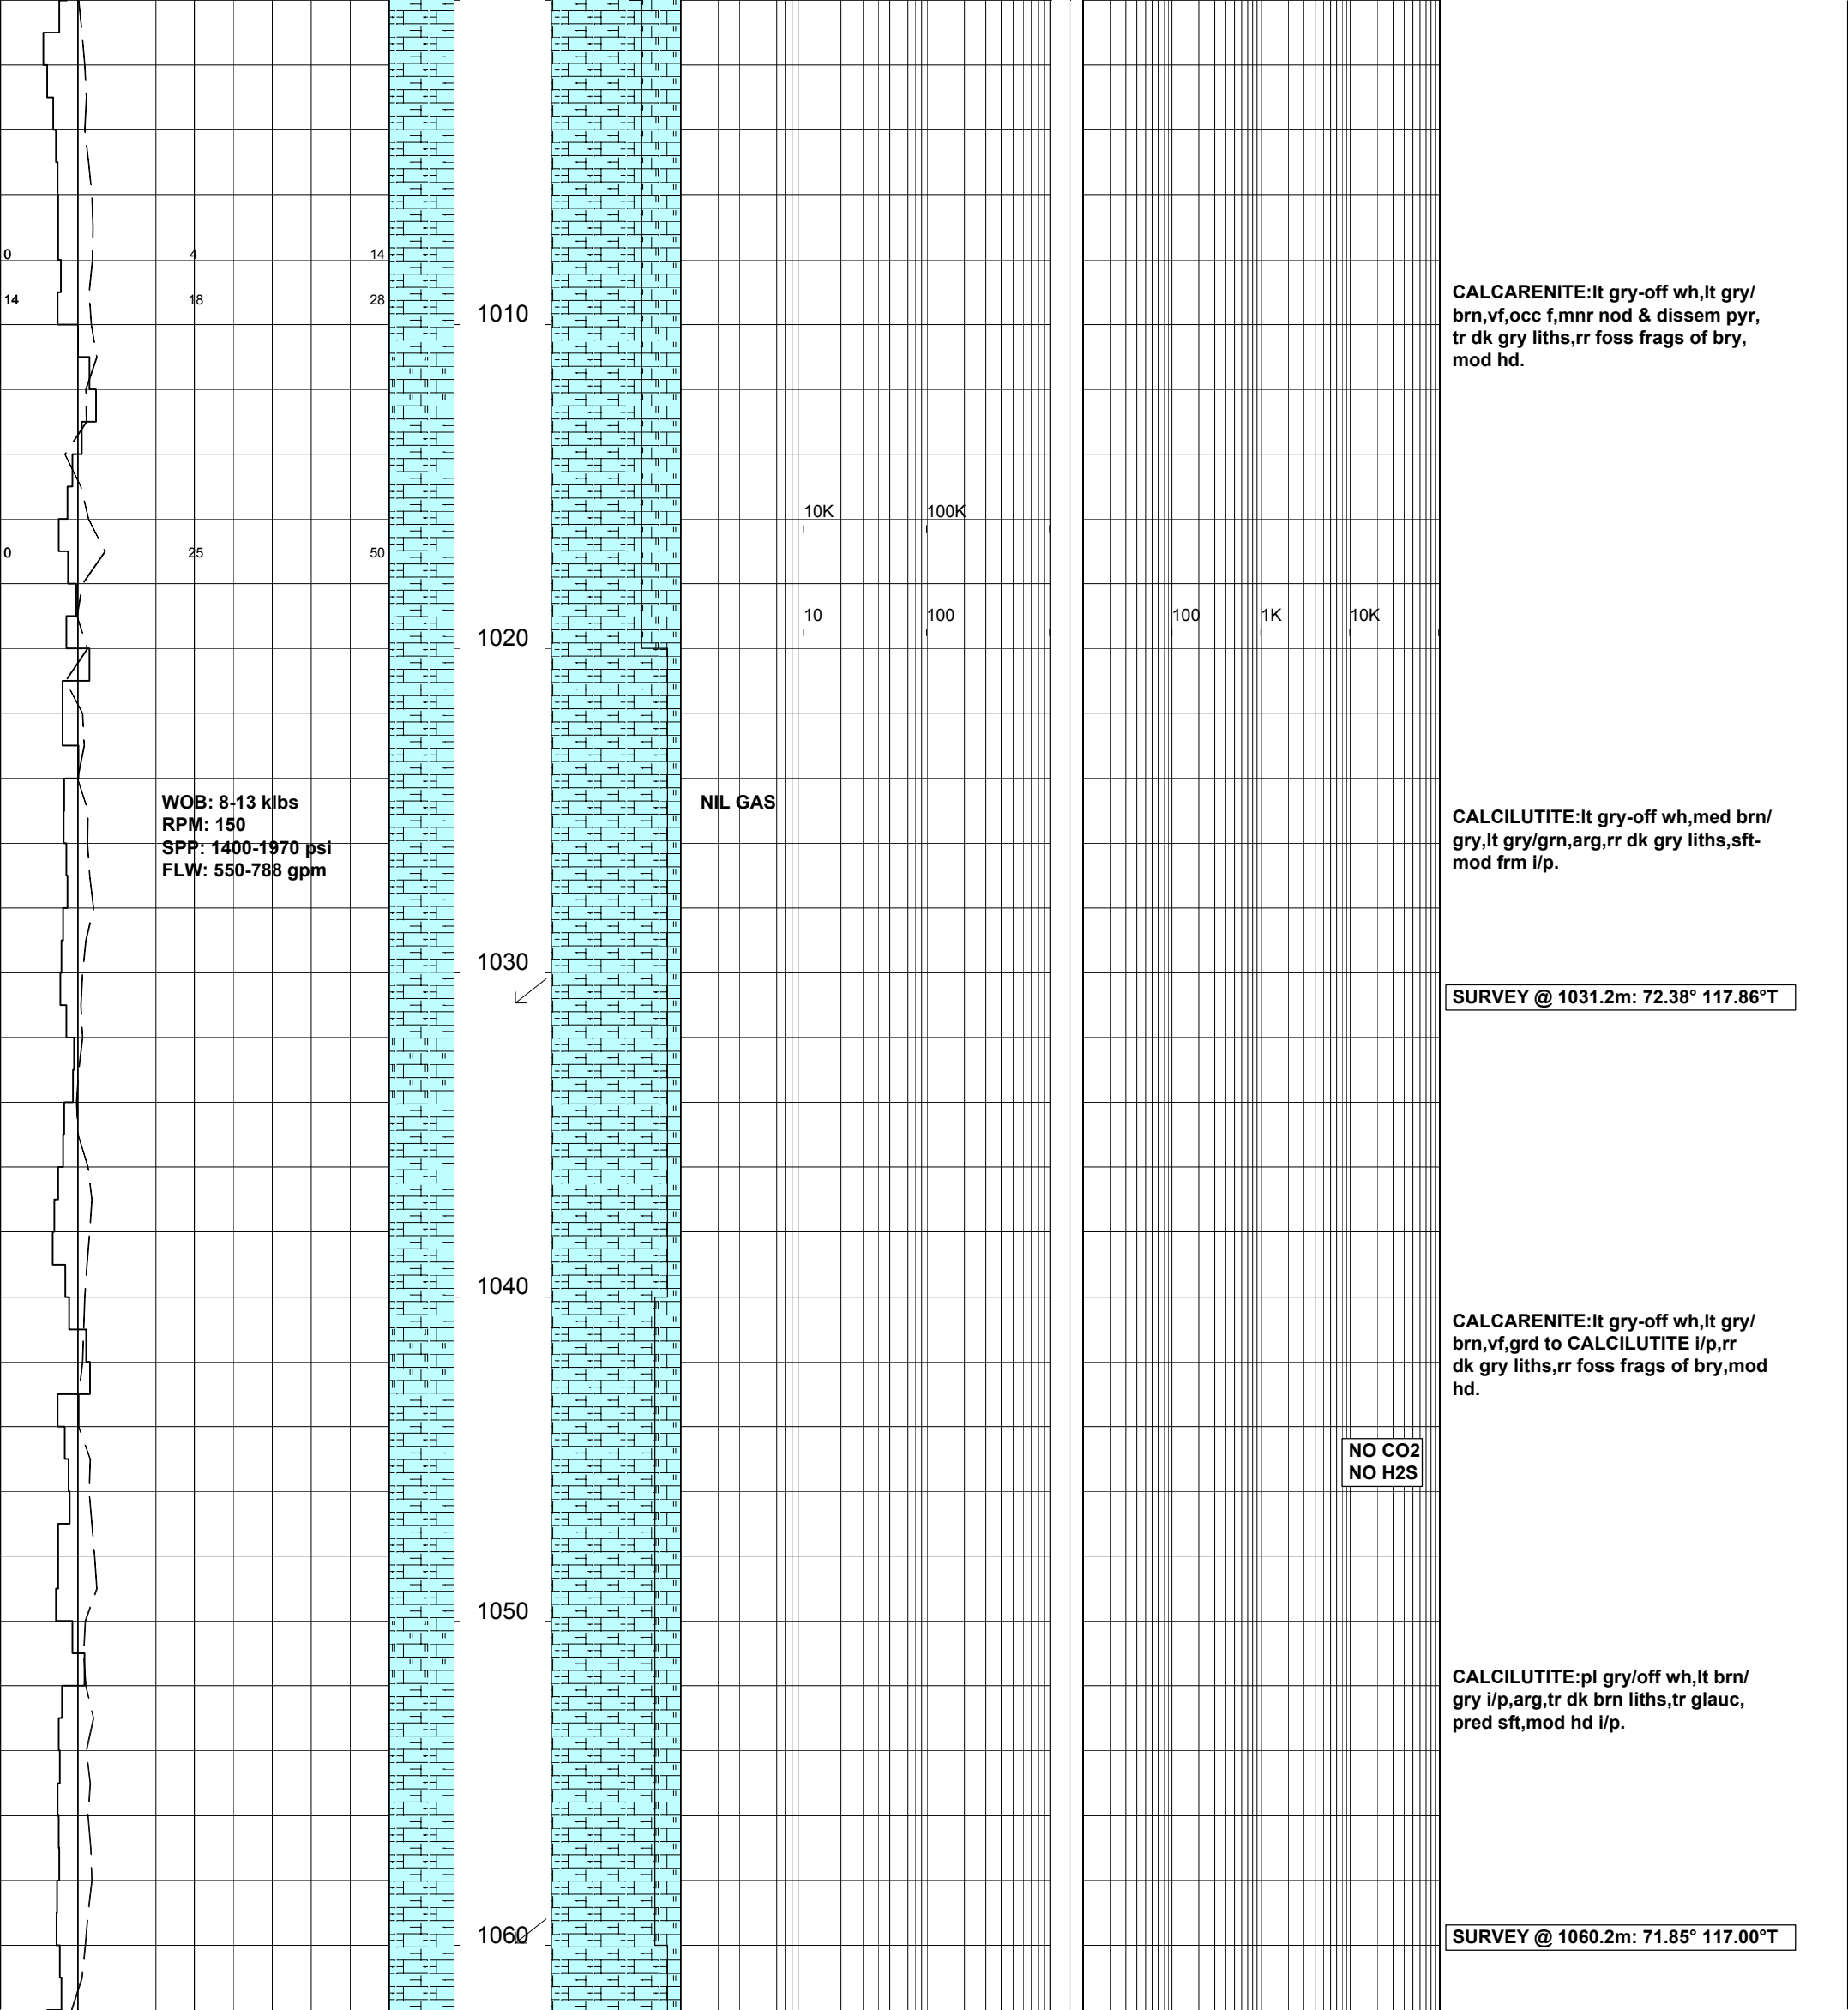 0 4 14
14 18 28
CALCARENITE:lt gry-off wh,lt gry/
brn,vf,occ f,mnr nod & dissem pyr,
tr dk gry liths,rr foss frags of bry,
mod hd.
1010
10K 100K
0 25 50
10 100
100 1K 10K
1020
WOB: 8-13 klbs
RPM: 150
SPP: 1400-1970 psi
FLW: 550-788 gpm
NIL GAS
CALCILUTITE:lt gry-off wh,med brn/
gry,lt gry/grn,arg,rr dk gry liths,sft-
mod frm i/p.
1030
SURVEY @ 1031.2m: 72.38° 117.86°T
1040
CALCARENITE:lt gry-off wh,lt gry/
brn,vf,grd to CALCILUTITE i/p,rr
dk gry liths,rr foss frags of bry,mod
hd.
NO CO2
NO H2S
1050
CALCILUTITE:pl gry/off wh,lt brn/
gry i/p,arg,tr dk brn liths,tr glauc,
pred sft,mod hd i/p.
1060
SURVEY @ 1060.2m: 71.85° 117.00°T